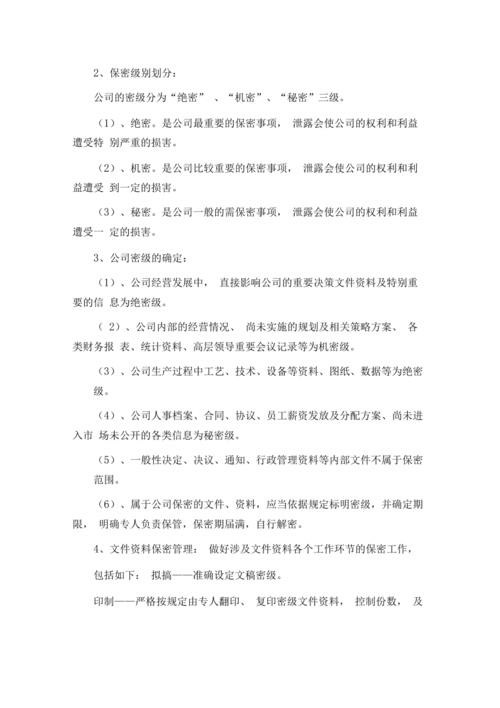 2、保密级别划分：
公司的密级分为“绝密” 、“机密”、“秘密”三级。
（1）、绝密。是公司最重要的保密事项， 泄露会使公司的权利和利益
遭受特 别严重的损害。
（2）、机密。是公司比较重要的保密事项， 泄露会使公司的权利和利
益遭受 到一定的损害。
（3）、秘密。是公司一般的需保密事项， 泄露会使公司的权利和利益
遭受一 定的损害。
3、公司密级的确定：
（1）、公司经营发展中， 直接影响公司的重要决策文件资料及特别重
要的信 息为绝密级。
（ 2）、公司内部的经营情况、 尚未实施的规划及相关策略方案、 各
类财务报 表、统计资料、高层领导重要会议记录等为机密级。
（3）、公司生产过程中工艺、技术、设备等资料、图纸、数据等为绝密
级。
（4）、公司人事档案、合同、协议、员工薪资发放及分配方案、尚未进
入市 场未公开的各类信息为秘密级。
（5）、一般性决定、决议、通知、行政管理资料等内部文件不属于保密
范围。
（6）、属于公司保密的文件、资料，应当依据规定标明密级，并确定期
限， 明确专人负责保管，保密期届满，自行解密。
4、文件资料保密管理： 做好涉及文件资料各个工作环节的保密工作，
包括如下： 拟搞——准确设定文稿密级。
印制——严格按规定由专人翻印、 复印密级文件资料， 控制份数， 及